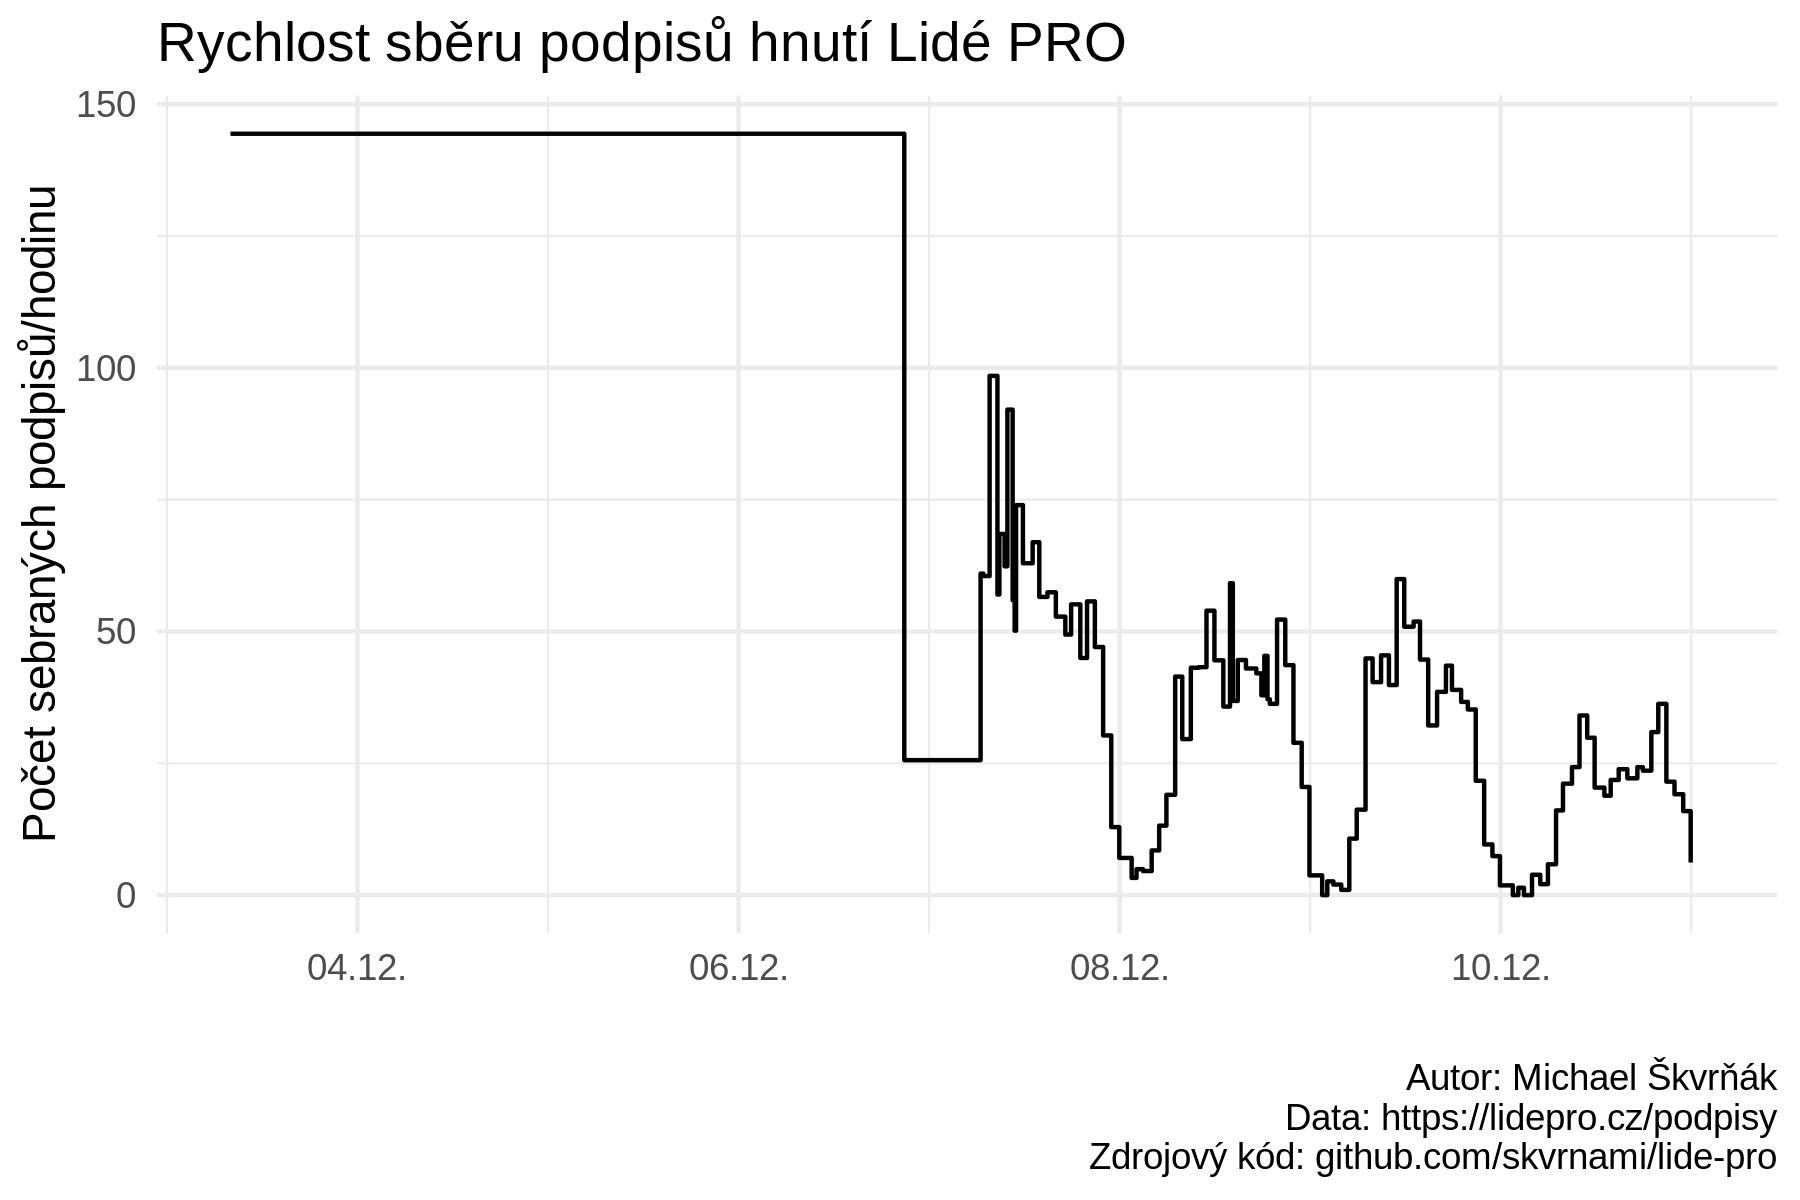 Rychlost sběru podpisů hnutí Lidé PRO
Počet sebraných podpisů/hodinu
150
100
50
0
04.12.
06.12.
08.12.
10.12.
Autor: Michael Škvrňák
Data: https://lidepro.cz/podpisy
Zdrojový kód: github.com/skvrnami/lide-pro